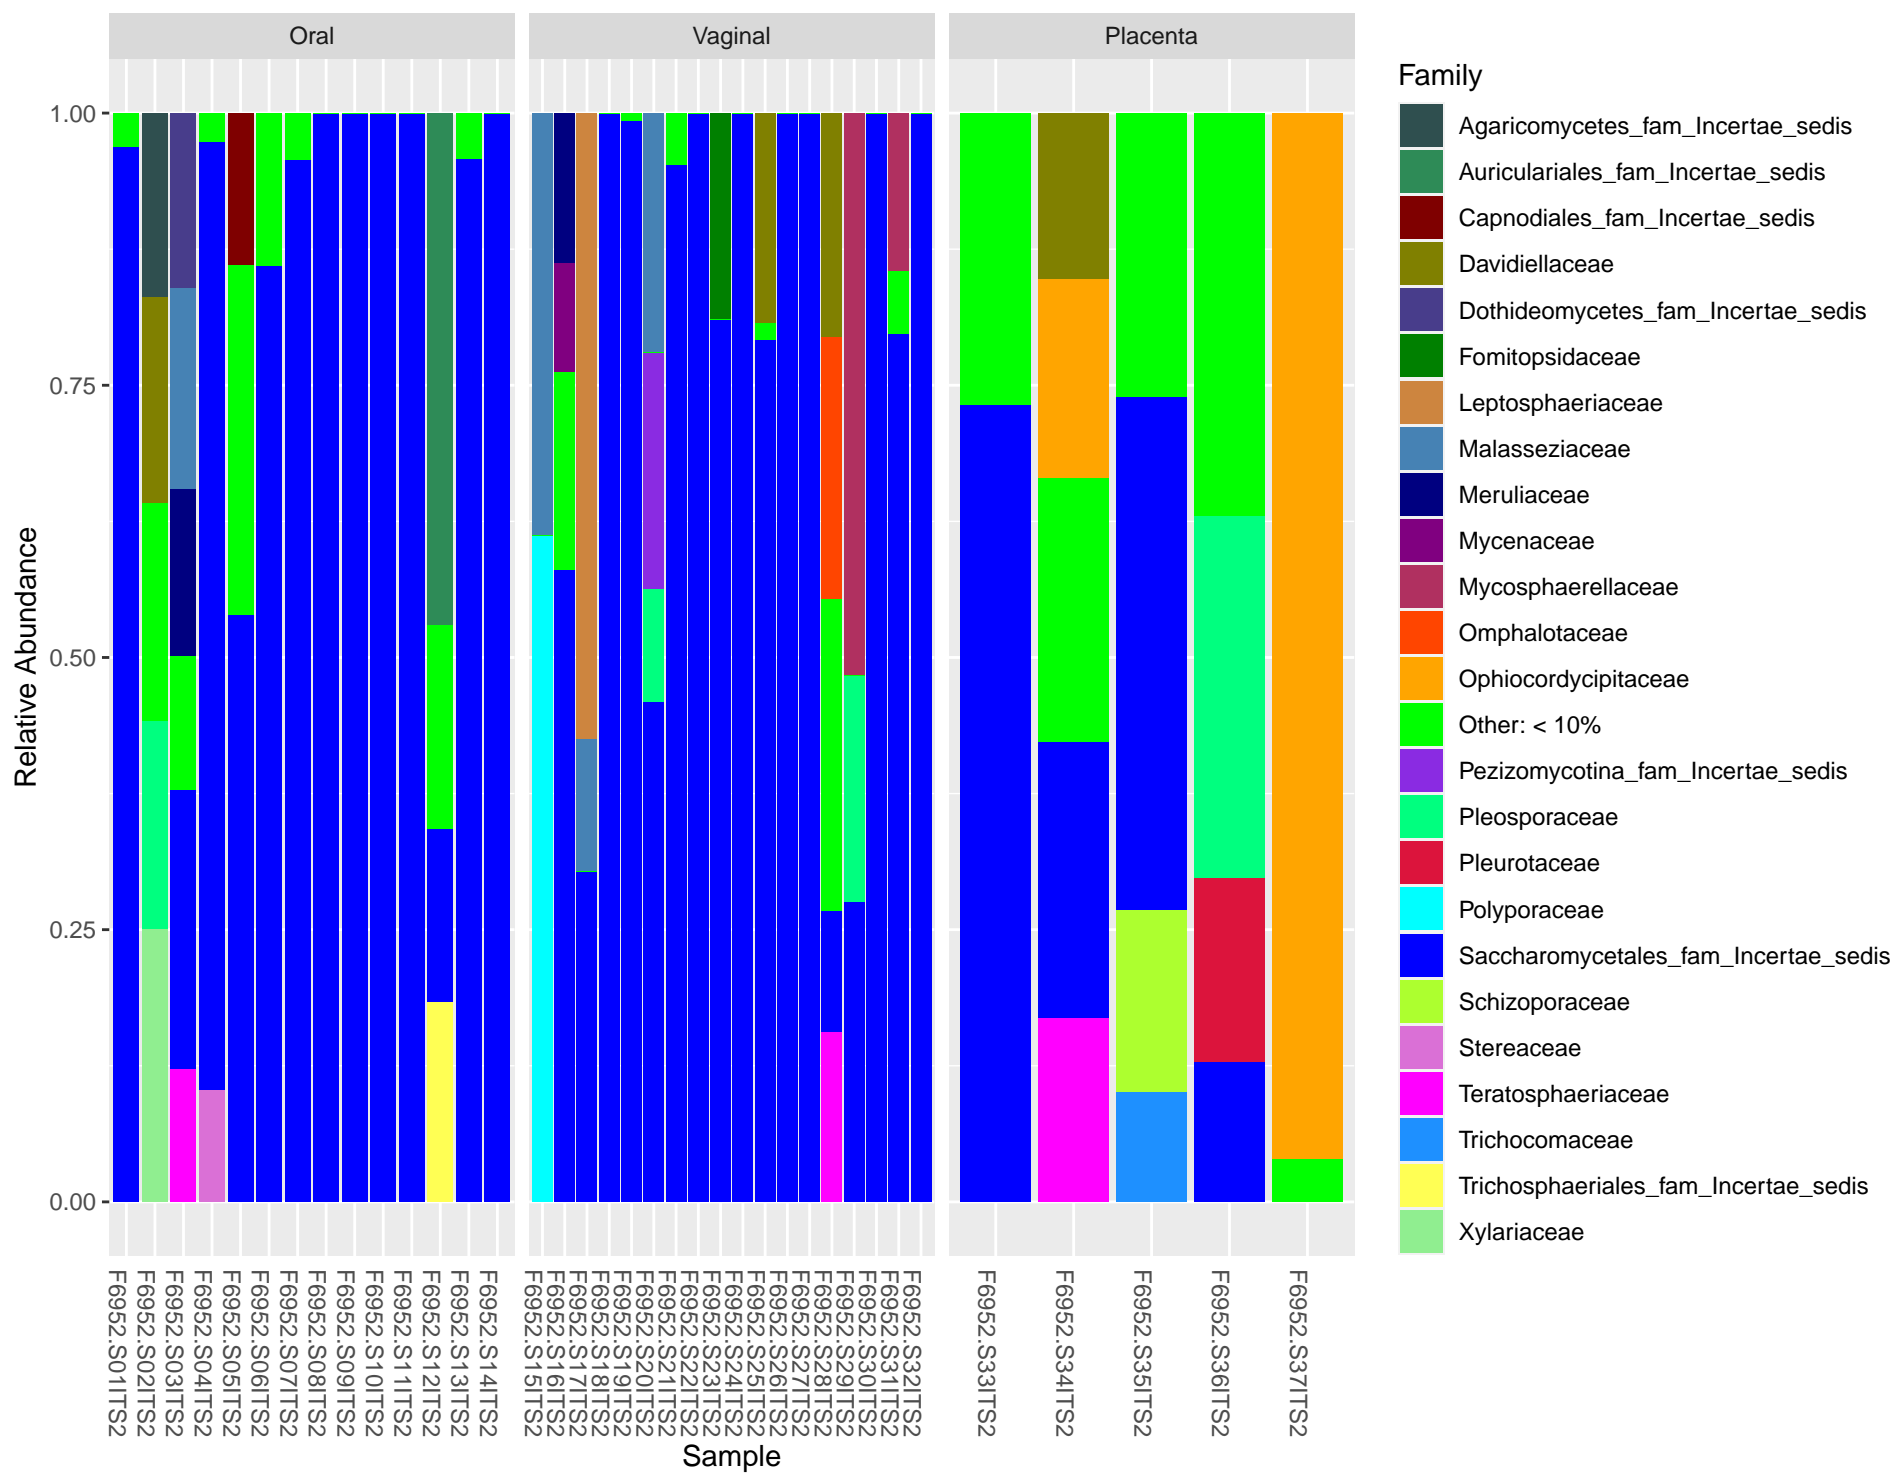 Oral
Vaginal
Placenta
Family
Agaricomycetes_fam_Incertae_sedis
Auriculariales_fam_Incertae_sedis
Capnodiales_fam_Incertae_sedis
Davidiellaceae
Dothideomycetes_fam_Incertae_sedis
Fomitopsidaceae
Leptosphaeriaceae
Malasseziaceae
Meruliaceae
Mycenaceae
Mycosphaerellaceae
Omphalotaceae
Ophiocordycipitaceae
Other: < 10%
Pezizomycotina_fam_Incertae_sedis
Pleosporaceae
Pleurotaceae
Polyporaceae
Saccharomycetales_fam_Incertae_sedis
Schizoporaceae
Stereaceae
Teratosphaeriaceae
Trichocomaceae
Trichosphaeriales_fam_Incertae_sedis
Xylariaceae
Relative Abundance
1.00
0.75
0.50
0.25
0.00
F6952.S01ITS2
F6952.S02ITS2
F6952.S03ITS2
F6952.S04ITS2
F6952.S05ITS2
F6952.S06ITS2
F6952.S07ITS2
F6952.S08ITS2
F6952.S09ITS2
F6952.S10ITS2
F6952.S11ITS2
F6952.S12ITS2
F6952.S13ITS2
F6952.S14ITS2
F6952.S15ITS2
F6952.S16ITS2
F6952.S17ITS2
F6952.S18ITS2
F6952.S19ITS2
F6952.S20ITS2
F6952.S21ITS2
F6952.S22ITS2
F6952.S23ITS2
F6952.S24ITS2
F6952.S25ITS2
F6952.S26ITS2
F6952.S27ITS2
F6952.S28ITS2
F6952.S29ITS2
F6952.S30ITS2
F6952.S31ITS2
F6952.S32ITS2
F6952.S33ITS2
F6952.S34ITS2
F6952.S35ITS2
F6952.S36ITS2
F6952.S37ITS2
Sample